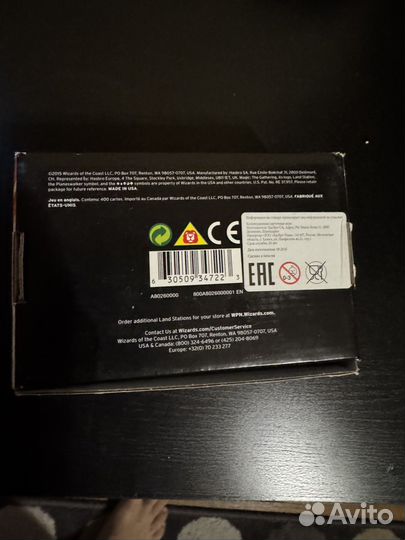 ©2015 Wizards of the Coast LLC, PO Box 707, Renton, WA 98057-0707, USA. Manufactured by: Hasbro SA, Rue Emile-Boéchat 31, 2800 Delémont,
CH. Represented by: Hasbro Europe, 4 The Square, Stockley Park, Uxbridge, Middlesex, UB11 1ET, UK. Magic: The Gathering, its logo, Land Station,
the Planeswalker symbol, and the symbols are property of Wizards in the USA and other countries. U.S. Pat. No. RE 37,957. Please retain
package for future reference. MADE IN USA
Jeu en anglais. Contenu: 400 cartes. Importé au Canada par Wizards of the Coast LLC, PO Box 707, Renton, WA 98057-0707, USA. FABRIQUÉ AUX
ÉTATS-UNIS.
CE
6 30509 34722 3
A80260000 800A8026000001 EN
EAC
0-3
Order additional Land Stations for your store at WPN.Wizards.com
Contact Us at Wizards.com/CustomerService
Wizards of the Coast LLC, PO Box 707, Renton, WA 98057-0707, USA
USA & Canada: (800) 324-6496 or (425) 204-8069
Europe: +32(0) 70 233 277
Avito